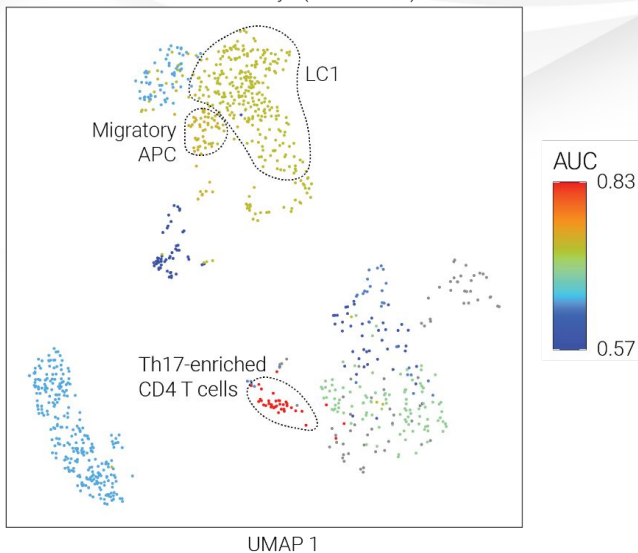 LC1
Migratory
APC
AUC
0.83
0.57
Th17-enriched
CD4 T cells
UMAP 1